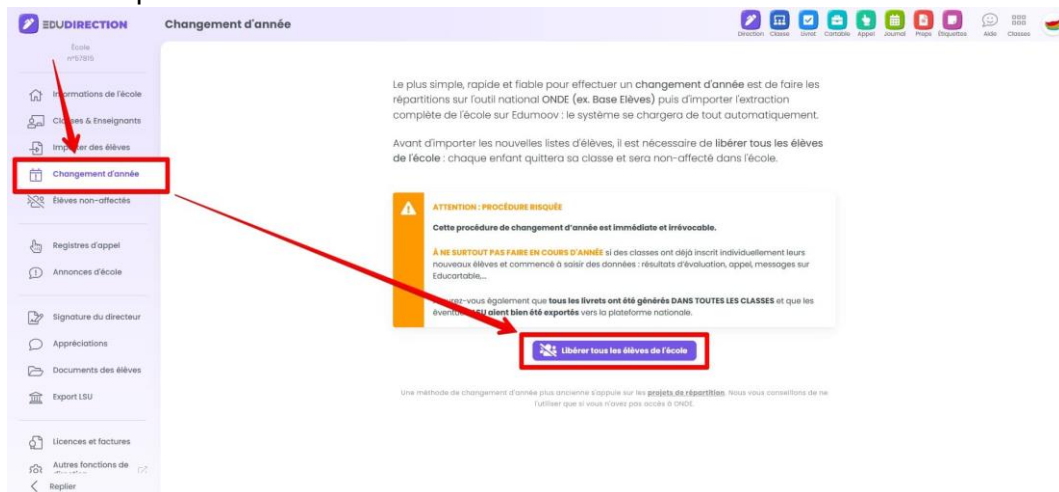 EDUDIRECTION
Changement d'année
Direction Classe Livret Cartable Appel Journal Props Étiquettes Aide Classes
École
n°57815
Informations de l'école
Classes & Enseignants
Importer des élèves
Changement d'année
Élèves non-affectés
Registres d'appel
Annonces d'école
Signature du directeur
Appréciations
Documents des élèves
Export LSU
Licences et factures
Autres fonctions de
Replier
Le plus simple, rapide et fiable pour effectuer un changement d'année est de faire les
répartitions sur l'outil national ONDE (ex. Base Elèves) puis d'importer l'extraction
complète de l'école sur Edumoov : le système se chargera de tout automatiquement.
Avant d'importer les nouvelles listes d'élèves, il est nécessaire de libérer tous les élèves
de l'école : chaque enfant quittera sa classe et sera non-affecté dans l'école.
ATTENTION : PROCÉDURE RISQUÉE
Cette procédure de changement d'année est immédiate et irrévocable.
À NE SURTOUT PAS FAIRE EN COURS D'ANNÉE si des classes ont déjà inscrit individuellement leurs
nouveaux élèves et commencé à saisir des données : résultats d'évaluation, appel, messages sur
Educartable,...
également que tous les livrets ont été générés DANS TOUTES LES CLASSES et que les
LSU aient bien été exportés vers la plateforme nationale.
Libérer tous les élèves de l'école
Une méthode de changement d'année plus ancienne s'appuie sur les projets de répartition. Nous vous conseillons de ne
l'utiliser que si vous n'avez pas accès à ONDE.